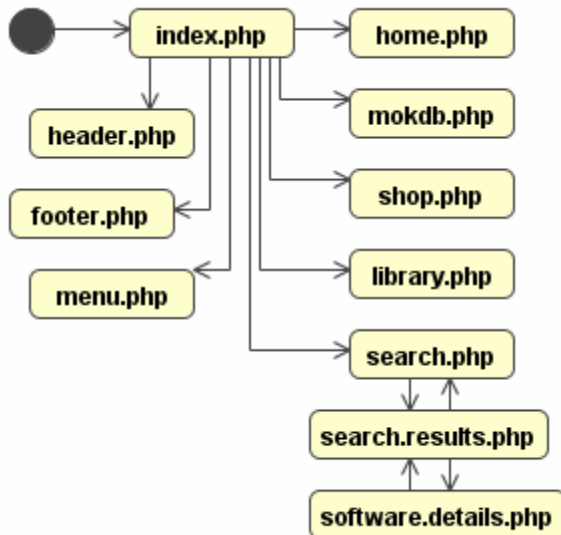 index.php
home.php
mokdb.php
header.php
shop.php
footer.php
library.php
menu.php
search.php
search.results.php
software.details.php